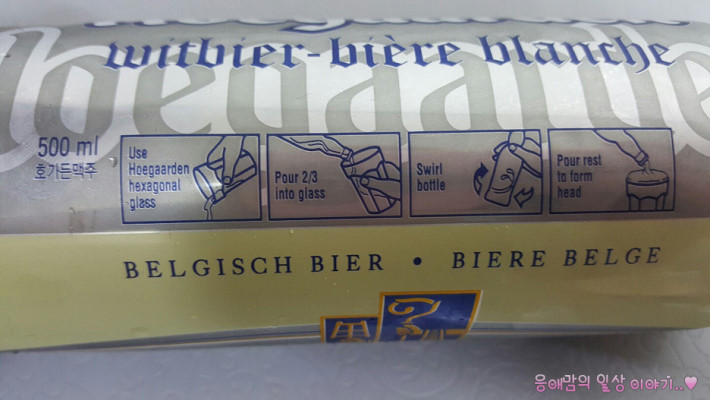 witbier-bière blanche
500 ml
호가든맥주
Use
Hoegaarden
hexagonal
glass
Pour 2/3
into glass
Swirl
bottle
Pour rest
to form
head
BELGISCH BIER • BIERE BELGE
응애맘의 일상 이야기..♥